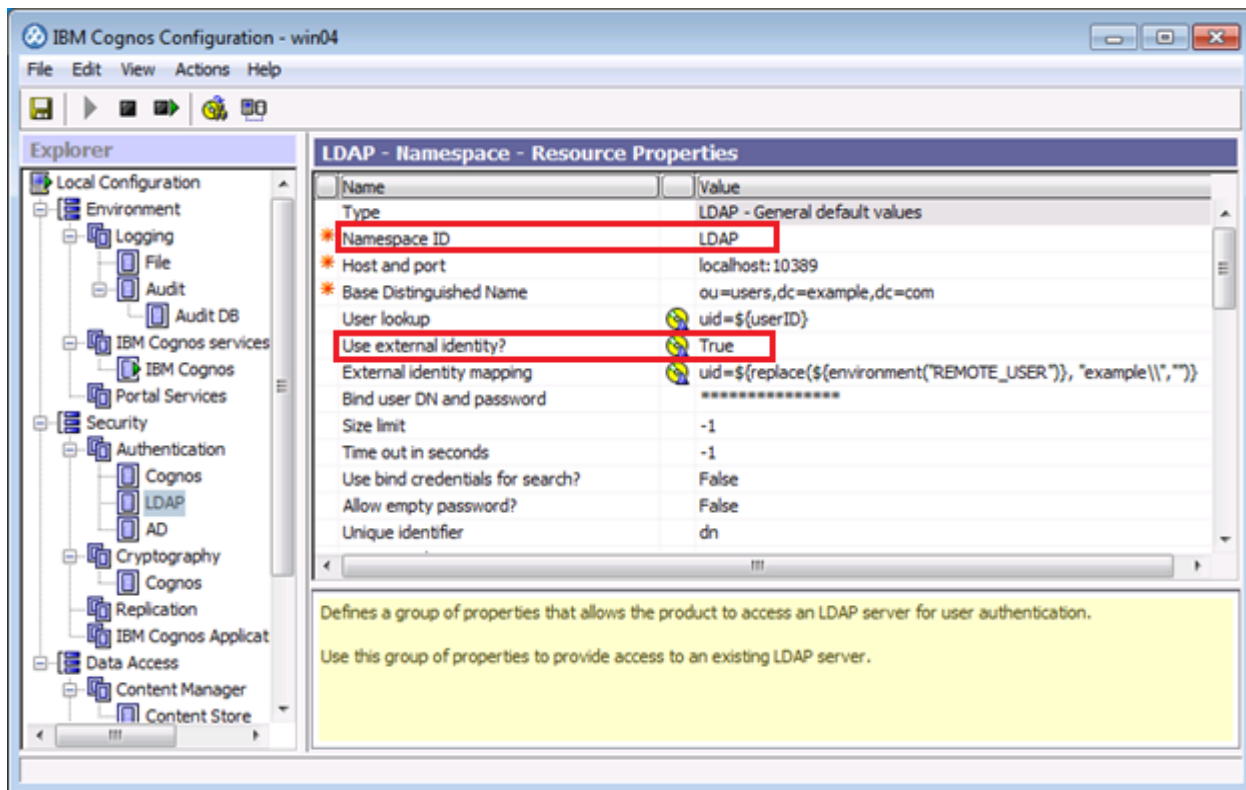 IBM Cognos Configuration - win04
File Edit View Actions Help
Explorer
Local Configuration
Environment
Logging
File
Audit
Audit DB
IBM Cognos services
IBM Cognos
Portal Services
Security
Authentication
Cognos
LDAP
AD
Cryptography
Cognos
Replication
IBM Cognos Applicat
Data Access
Content Manager
Content Store
LDAP - Namespace - Resource Properties
Name Value
Type LDAP - General default values
* Namespace ID LDAP
* Host and port localhost:10389
* Base Distinguished Name ou=users,dc=example,dc=com
User lookup uid=${userID}
Use external identity? True
External identity mapping uid=${replace(${environment("REMOTE_USER")}, "example\\","")}
Bind user DN and password ***************
Size limit -1
Time out in seconds -1
Use bind credentials for search? False
Allow empty password? False
Unique identifier dn
Defines a group of properties that allows the product to access an LDAP server for user authentication.
Use this group of properties to provide access to an existing LDAP server.